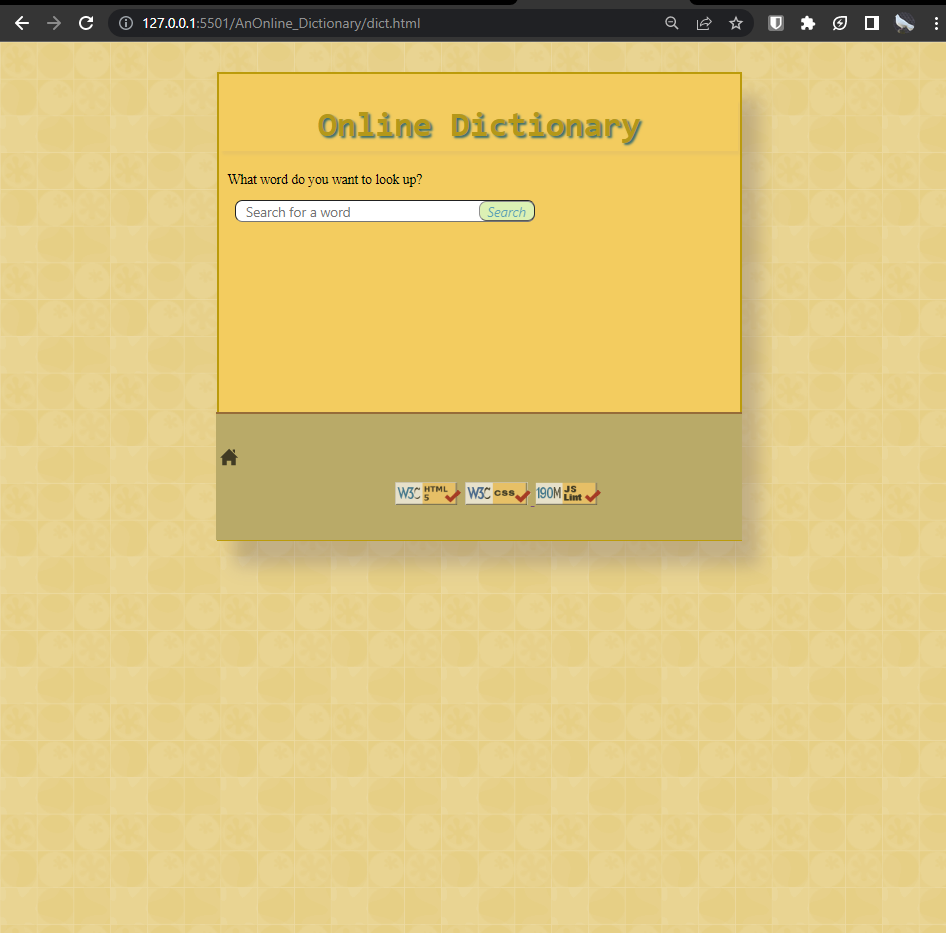 127.0.0.1:5501/AnOnline_Dictionary/dict.html
Online Dictionary
What word do you want to look up?
Search for a word Search
W3C HTML 5 W3C CSS 190M JS Lint